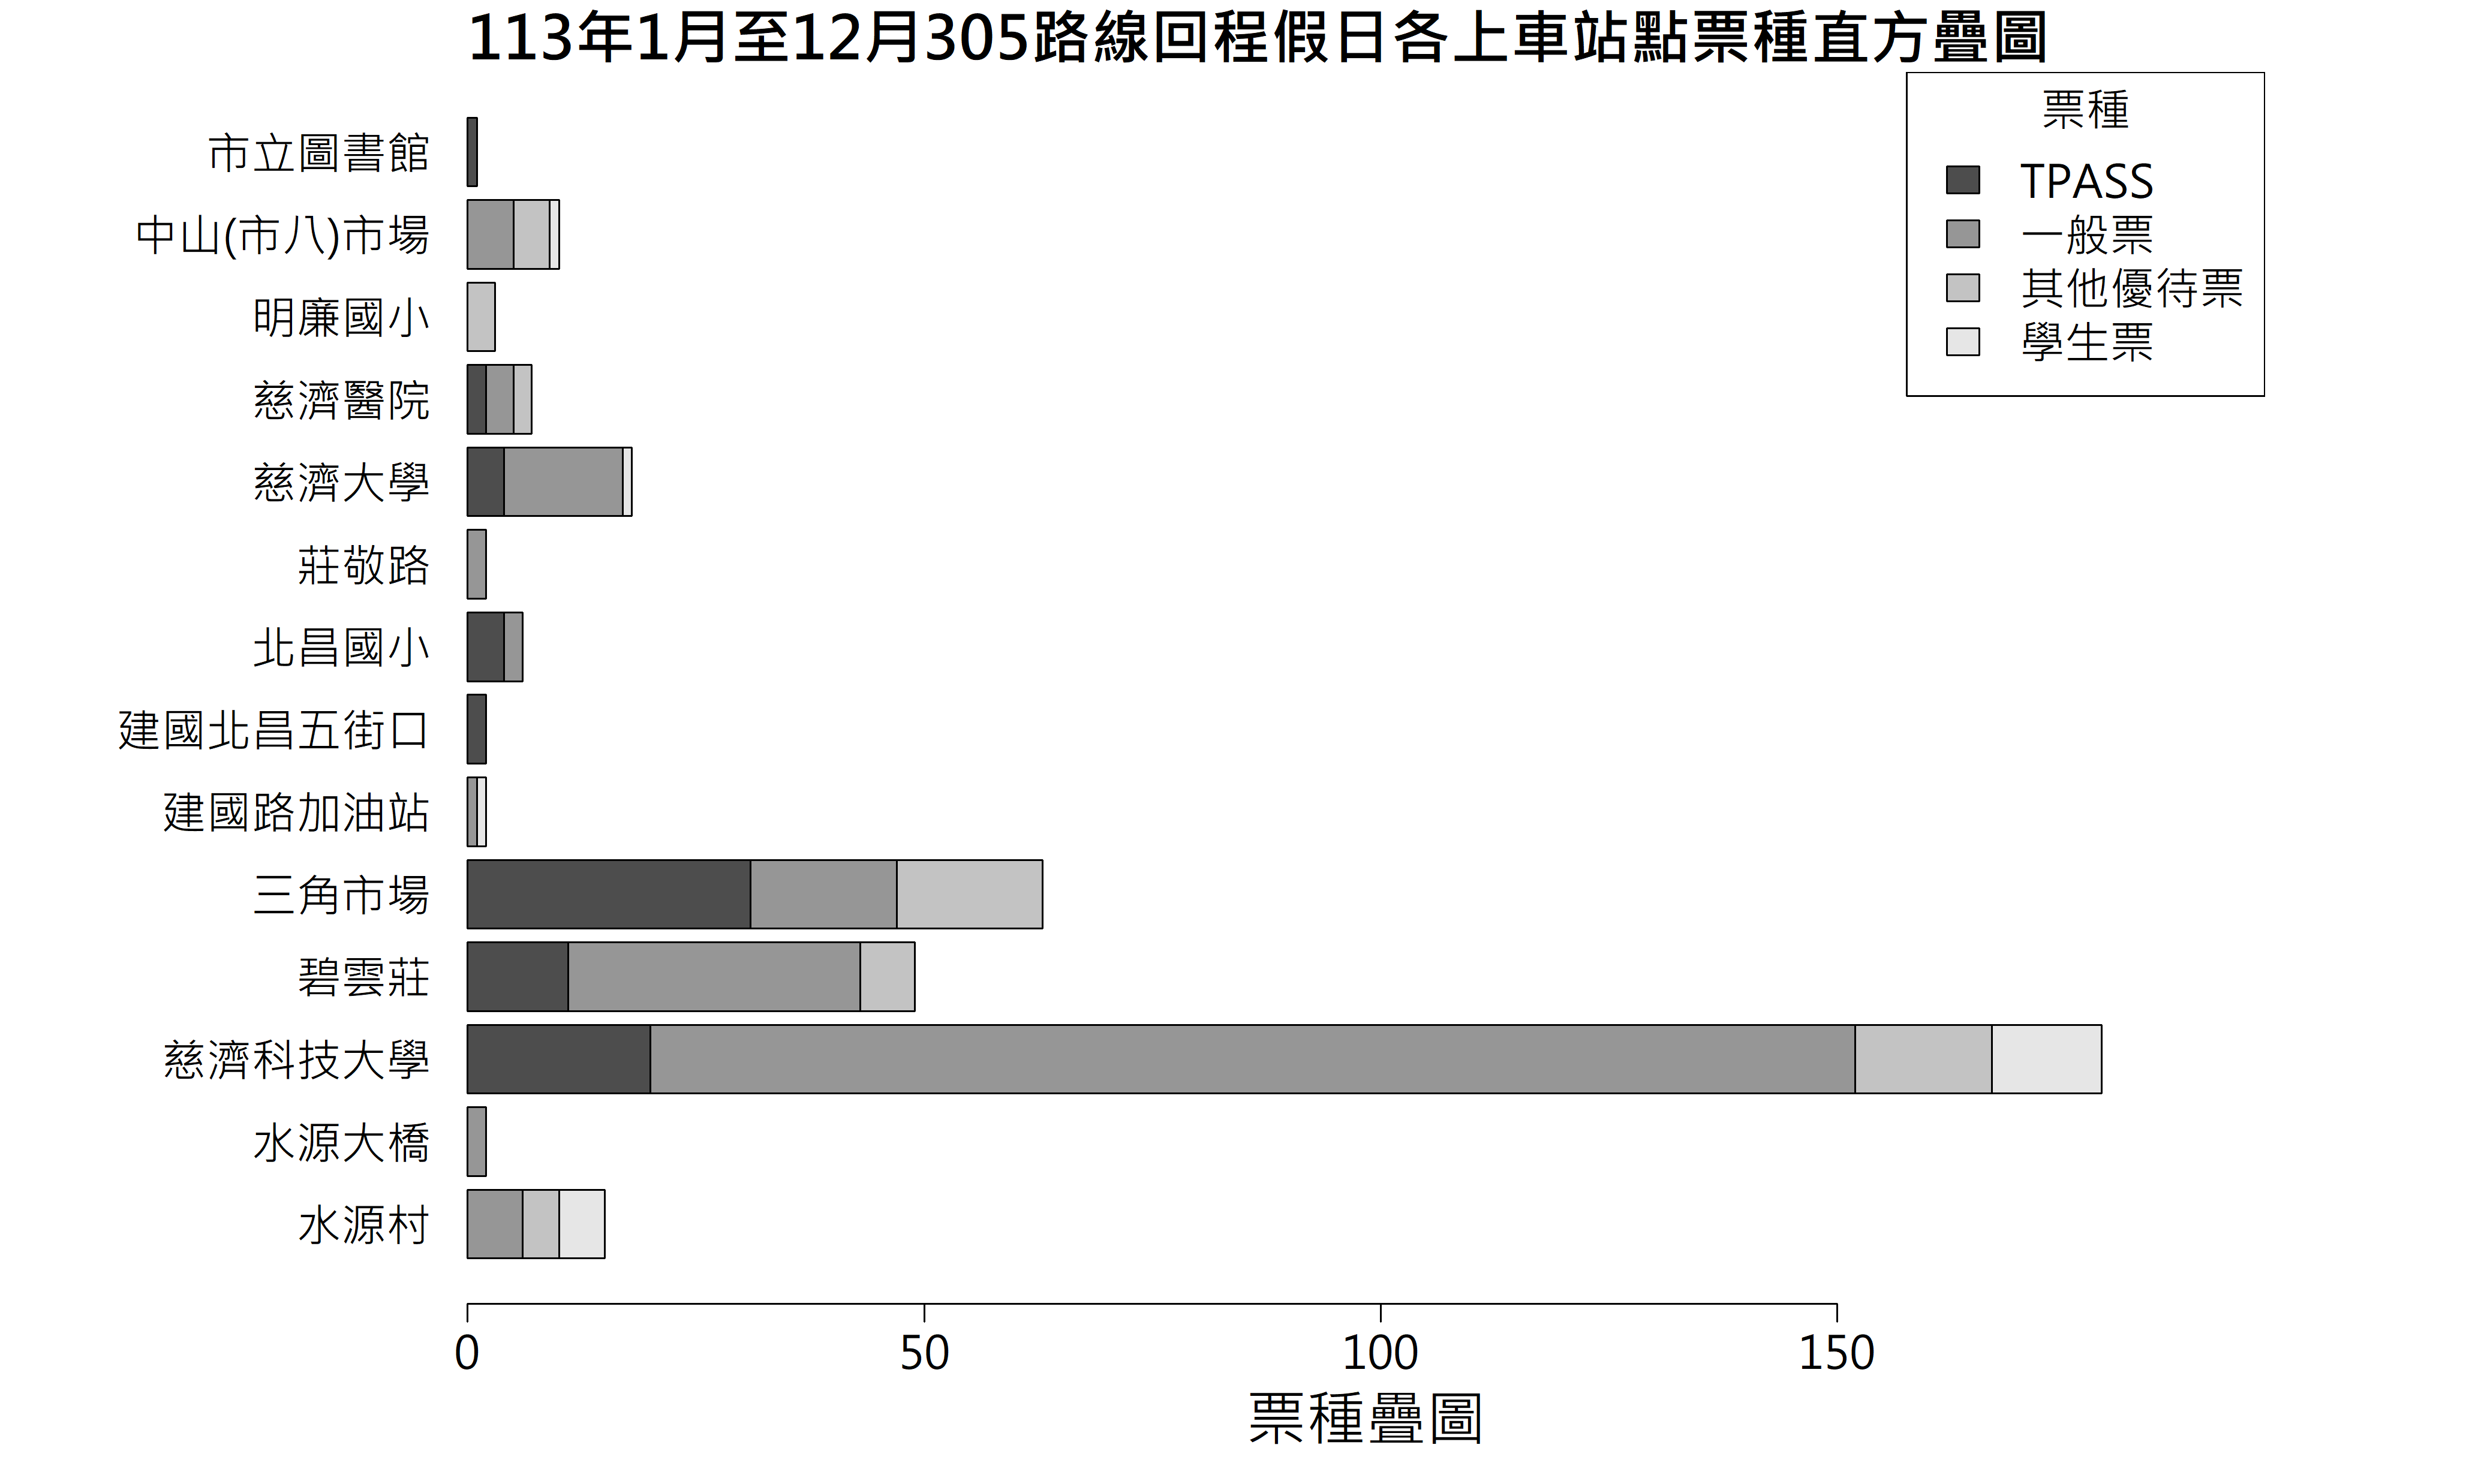 113年1月至12月305路線回程假日各上車站點票種直方疊圖
票種
TPASS
一般票
其他優待票
學生票
市立圖書館
中山(市八)市場
明廉國小
慈濟醫院
慈濟大學
莊敬路
北昌國小
建國北昌五街口
建國路加油站
三角市場
碧雲莊
慈濟科技大學
水源大橋
水源村
0 50 100 150
票種疊圖